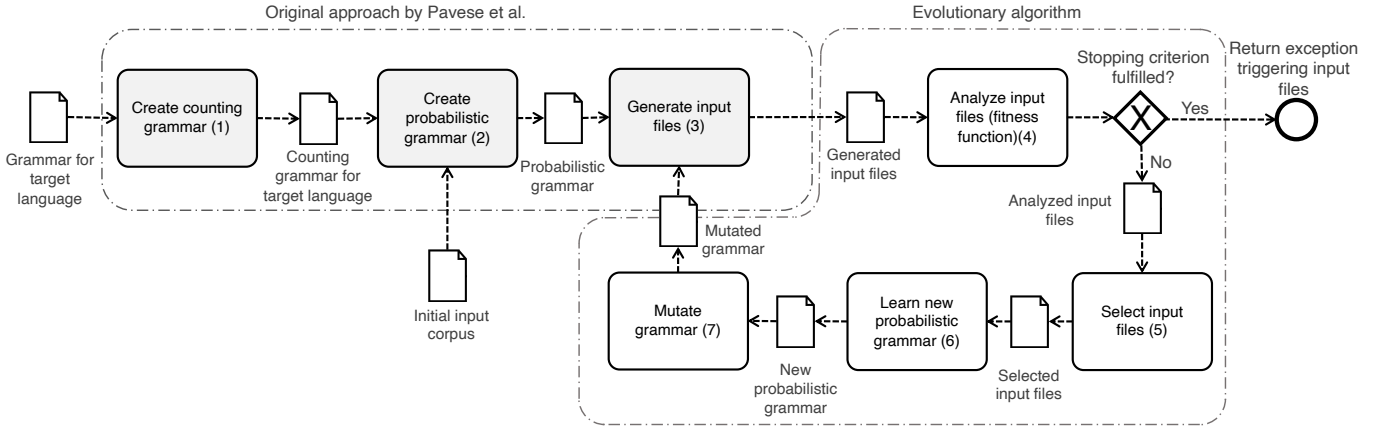 Original approach by Pavese et al.
Evolutionary algorithm
Create counting
grammar (1)
Create
probabilistic
grammar (2)
Generate input
files (3)
Analyze input
files (fitness
function)(4)
Stopping criterion
fulfilled?
Return exception
triggering input
files
X
Yes
No
Grammar for
target
language
Counting
grammar for
target language
Probabilistic
grammar
Generated
input files
Analyzed input
files
Mutated
grammar
Initial input
corpus
Mutate
grammar (7)
Learn new
probabilistic
grammar (6)
Select input
files (5)
New
probabilistic
grammar
Selected
input files